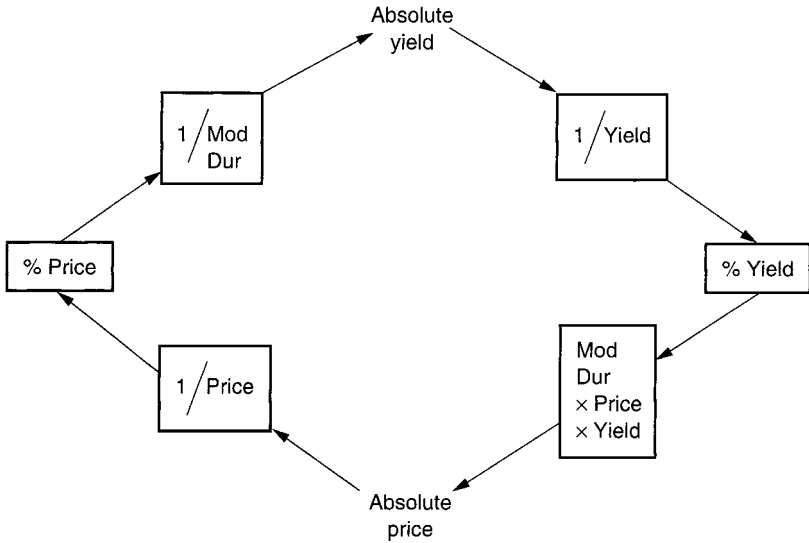 Absolute
yield
1/Mod
Dur
1/Yield
% Price
% Yield
1/Price
Mod
Dur
× Price
× Yield
Absolute
price